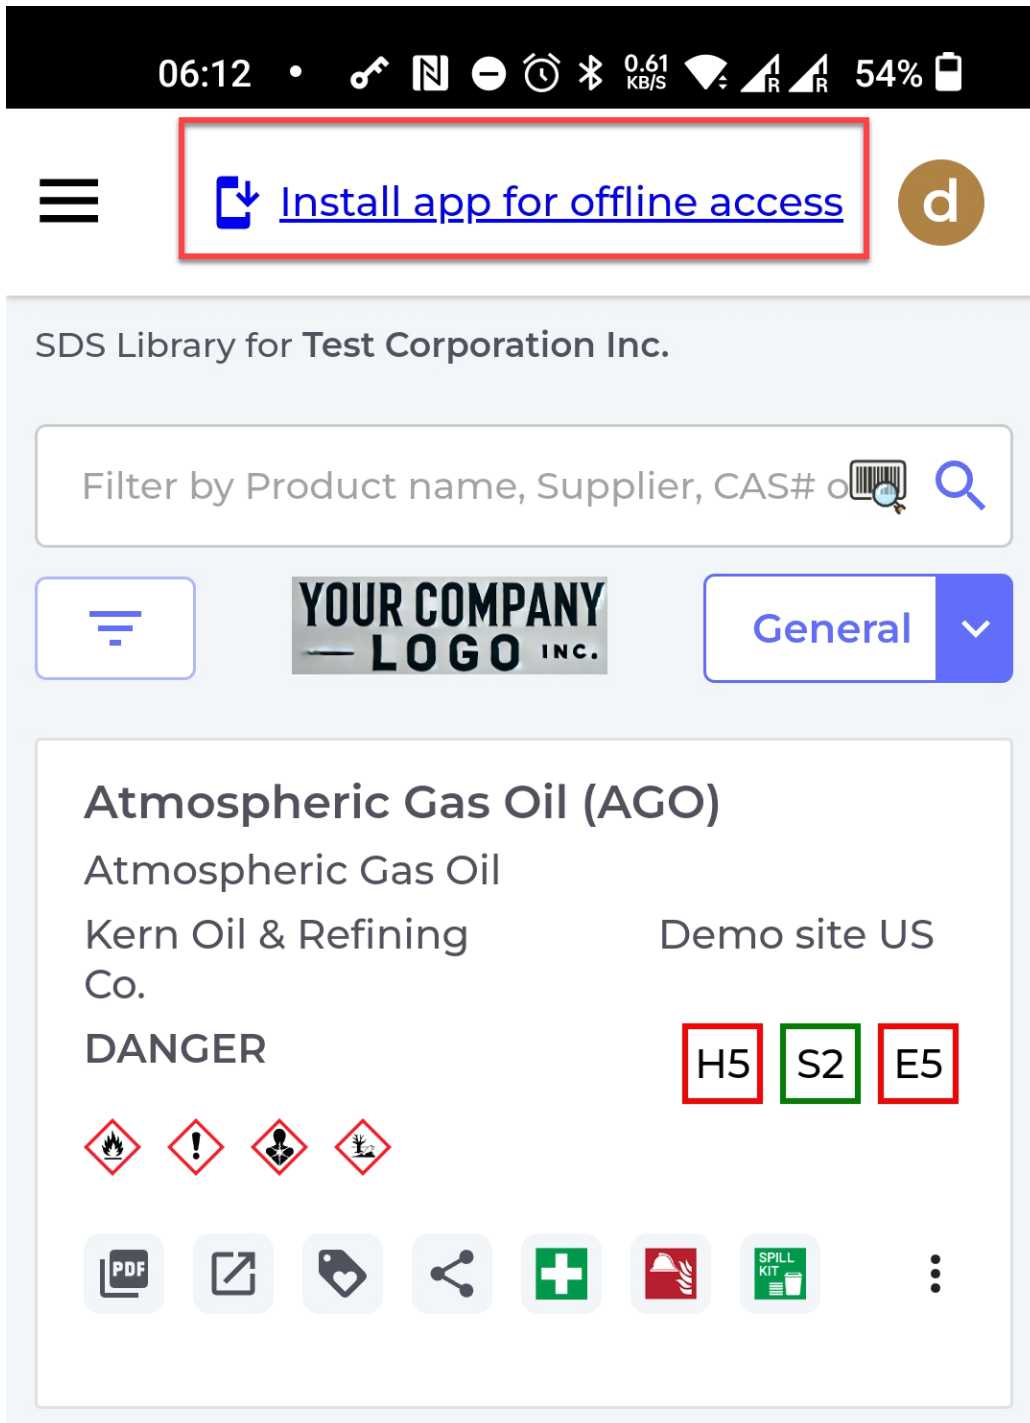 06:12
0.61
KB/S
R
R
54%
Install app for offline access
d
SDS Library for Test Corporation Inc.
Filter by Product name, Supplier, CAS# o
YOUR COMPANY
LOGO INC.
General
Atmospheric Gas Oil (AGO)
Atmospheric Gas Oil
Kern Oil & Refining
Co.
Demo site US
DANGER
H5
S2
E5
PDF
SPILL
KIT